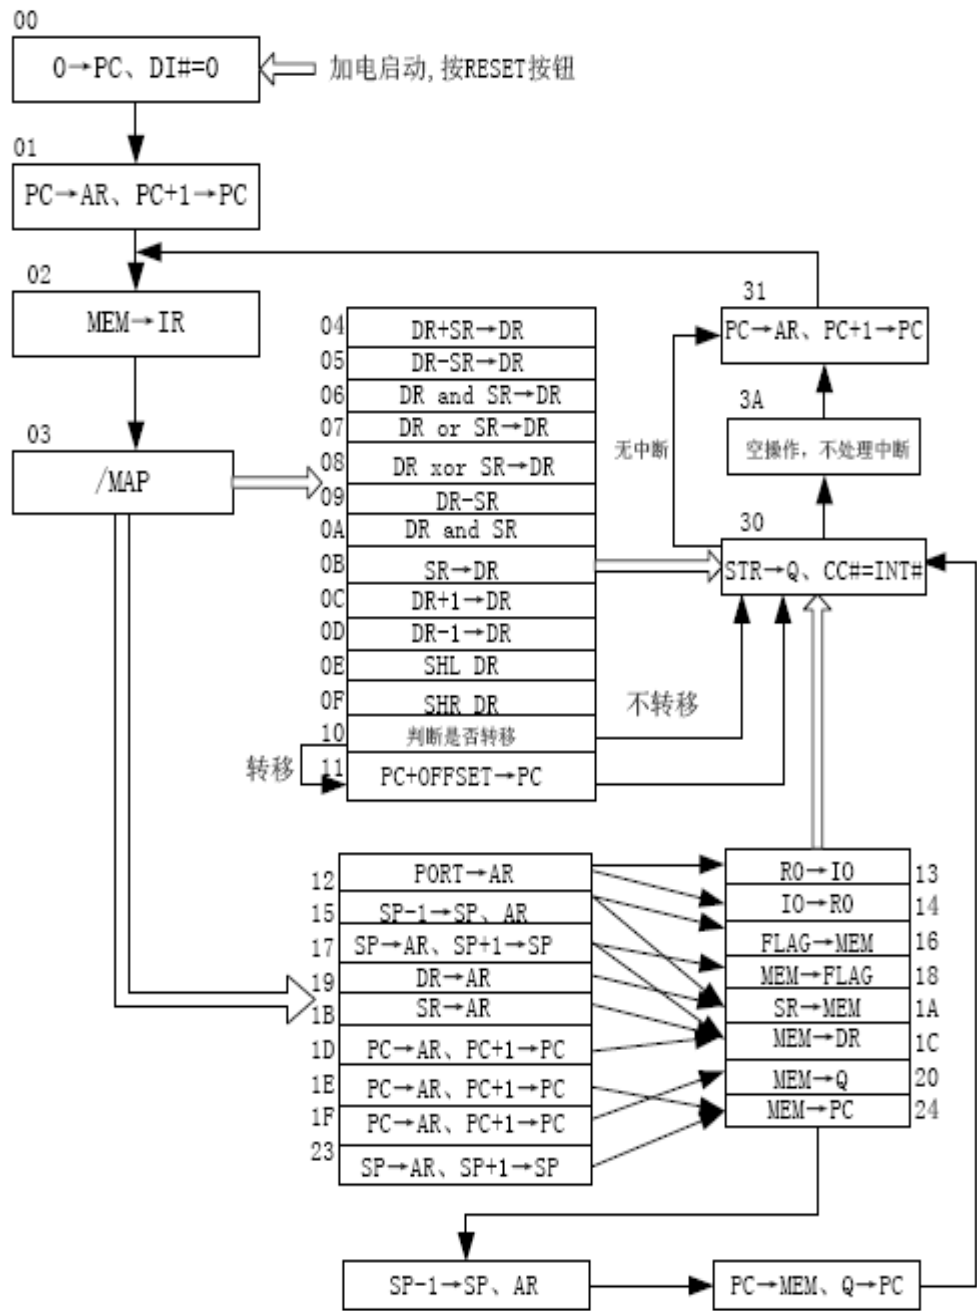 00
0→PC、DI#=0
加电启动,按RESET按钮
01
PC→AR、PC+1→PC
02
MEM→IR
03
/MAP
04
DR+SR→DR
05
DR-SR→DR
06
DR and SR→DR
07
DR or SR→DR
08
DR xor SR→DR
09
DR-SR
0A
DR and SR
0B
SR→DR
0C
DR+1→DR
0D
DR-1→DR
0E
SHL DR
0F
SHR DR
10
判断是否转移
11
PC+OFFSET→PC
转移
不转移
31
PC→AR、PC+1→PC
3A
空操作，不处理中断
无中断
30
STR→Q、CC#=INT#
12
PORT→AR
15
SP-1→SP、AR
17
SP→AR、SP+1→SP
19
DR→AR
1B
SR→AR
1D
PC→AR、PC+1→PC
1E
PC→AR、PC+1→PC
1F
PC→AR、PC+1→PC
23
SP→AR、SP+1→SP
R0→IO
13
IO→R0
14
FLAG→MEM
16
MEM→FLAG
18
SR→MEM
1A
MEM→DR
1C
MEM→Q
20
MEM→PC
24
SP-1→SP、AR
PC→MEM、Q→PC